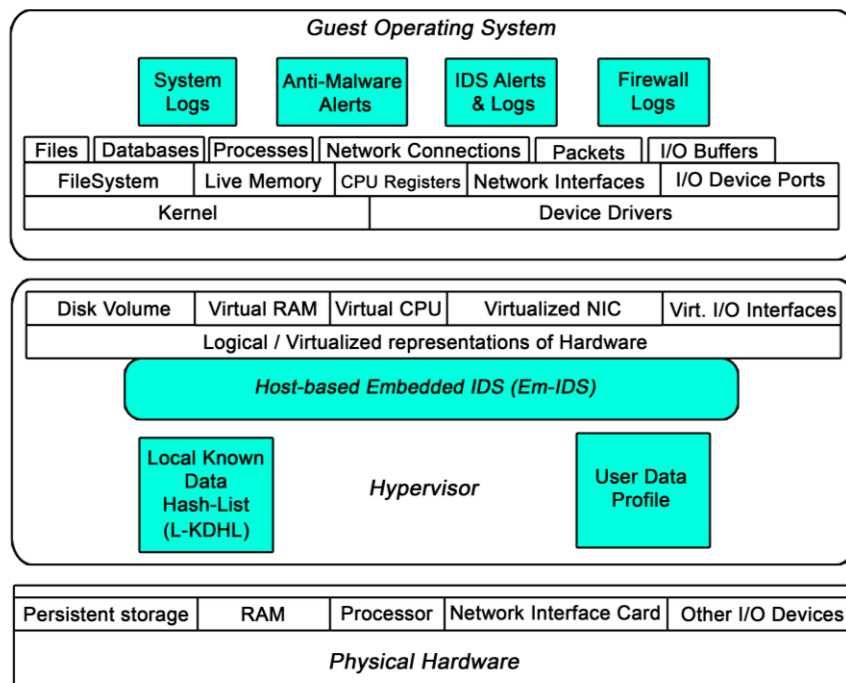 Guest Operating System
System
Logs
Anti-Malware
Alerts
IDS Alerts
& Logs
Firewall
Logs
Files
Databases
Processes
Network Connections
Packets
I/O Buffers
FileSystem
Live Memory
CPU Registers
Network Interfaces
I/O Device Ports
Kernel
Device Drivers
Disk Volume
Virtual RAM
Virtual CPU
Virtualized NIC
Virt. I/O Interfaces
Logical / Virtualized representations of Hardware
Host-based Embedded IDS (Em-IDS)
Local Known
Data
Hash-List
(L-KDHL)
Hypervisor
User Data
Profile
Persistent storage
RAM
Processor
Network Interface Card
Other I/O Devices
Physical Hardware